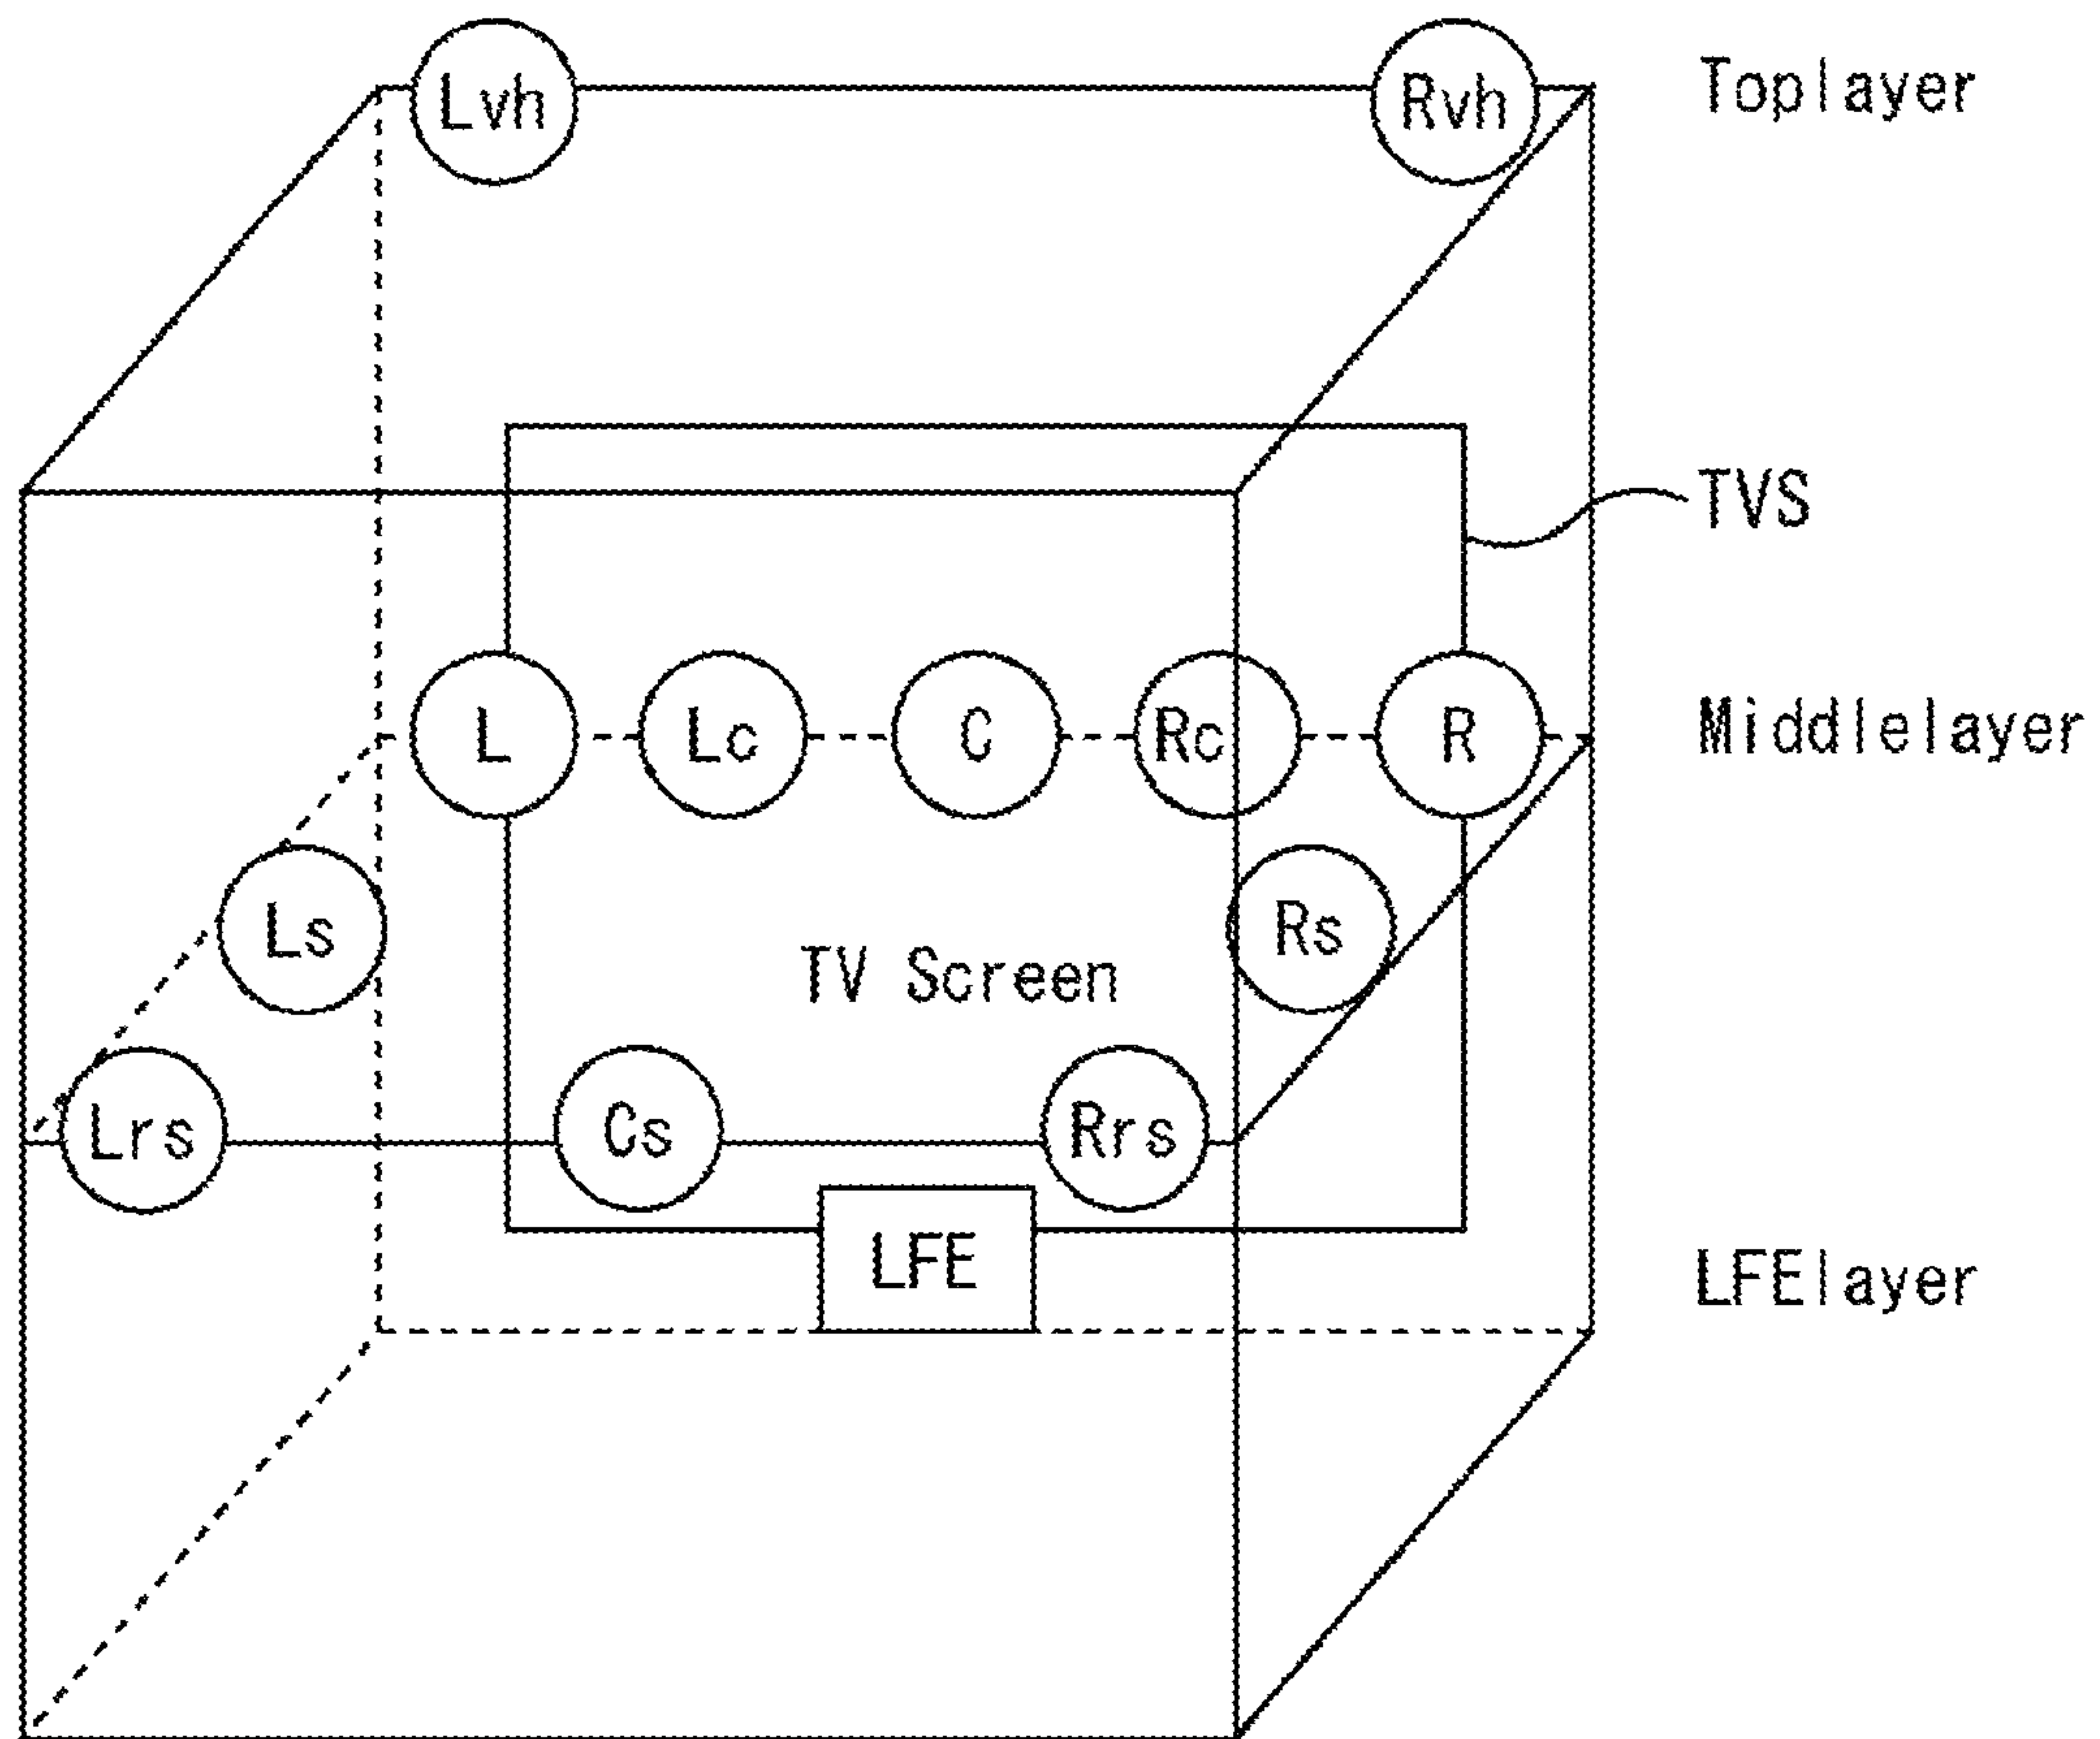 Lvh Rvh Toplayer
TVS
L Lc C Rc R Middlelayer
Ls Rs
TV Screen
Lrs Cs Rrs
LFE LFElayer